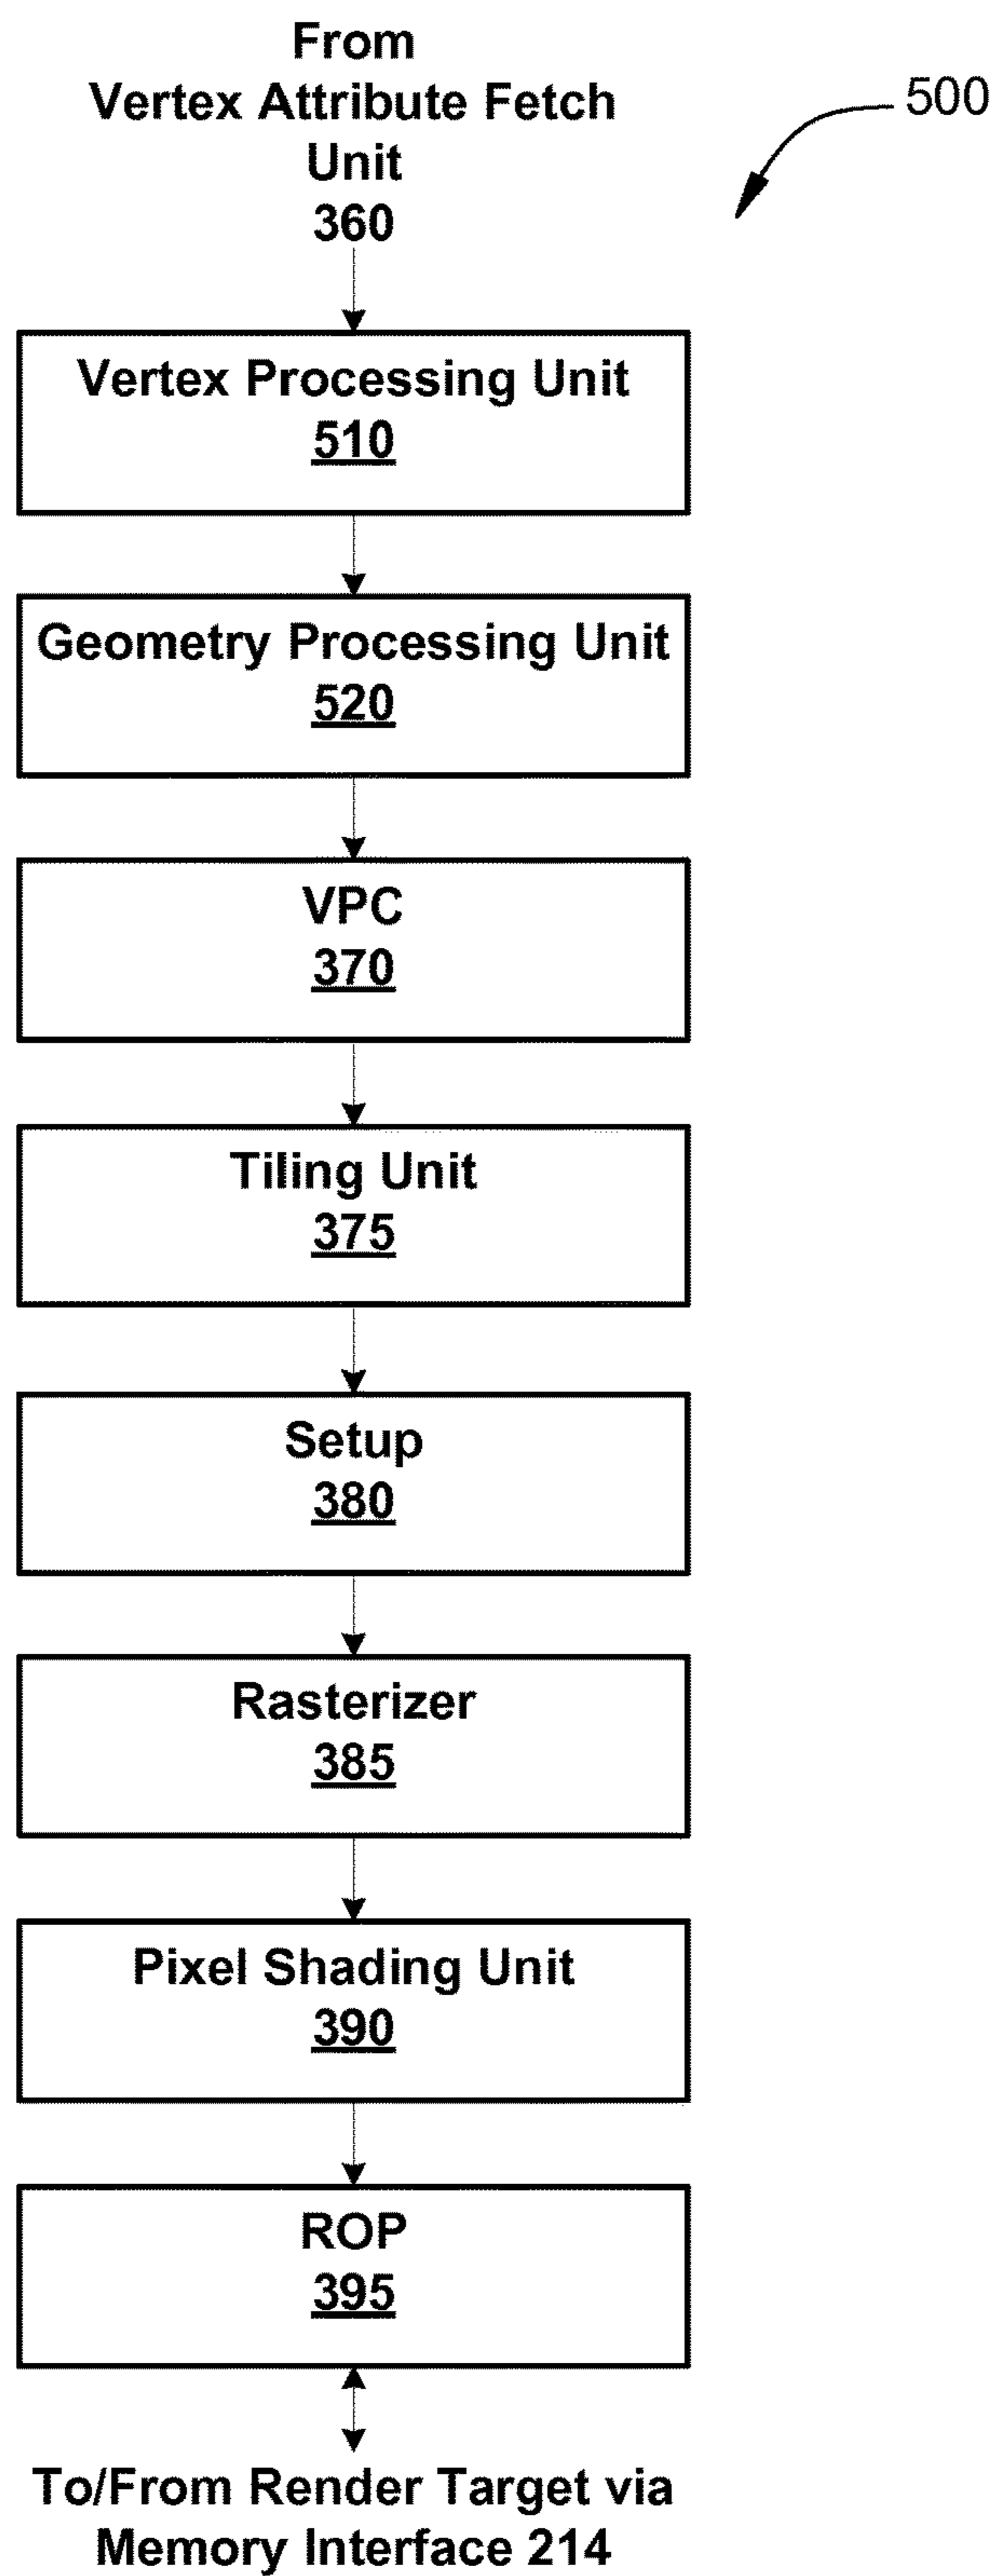 From
Vertex Attribute Fetch
Unit
360
500
Vertex Processing Unit
510
Geometry Processing Unit
520
VPC
370
Tiling Unit
375
Setup
380
Rasterizer
385
Pixel Shading Unit
390
ROP
395
To/From Render Target via
Memory Interface 214